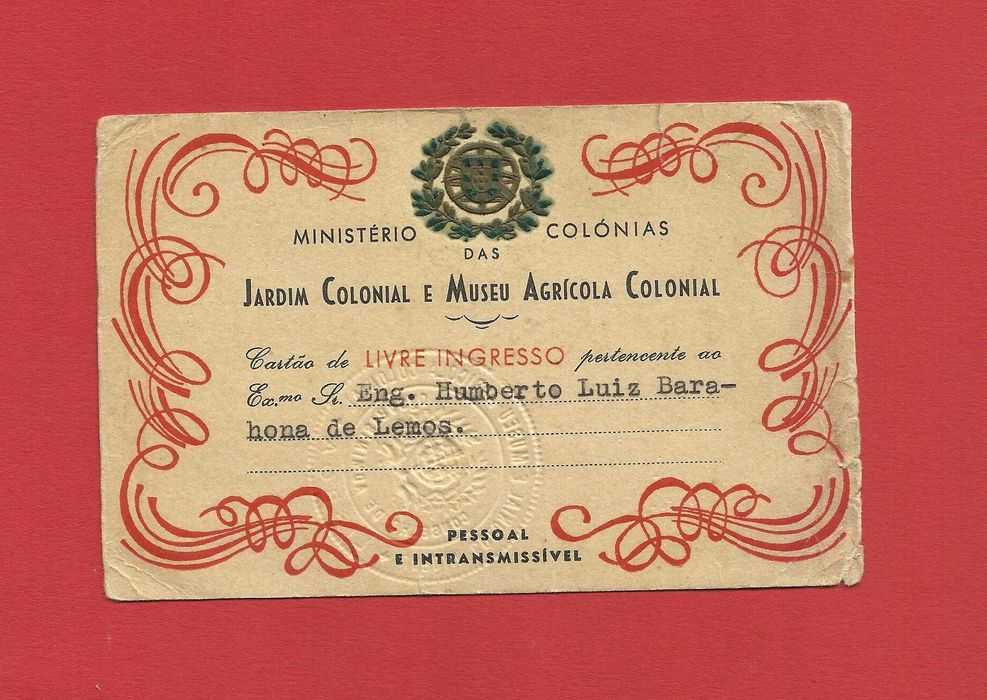 MINISTÉRIO DAS COLÓNIAS
JARDIM COLONIAL E MUSEU AGRÍCOLA COLONIAL
Cartão de LIVRE INGRESSO pertencente ao
Ex.mo Sr. Eng. Humberto Luiz Bara-
hona de Lemos.
PESSOAL
E INTRANSMISSÍVEL